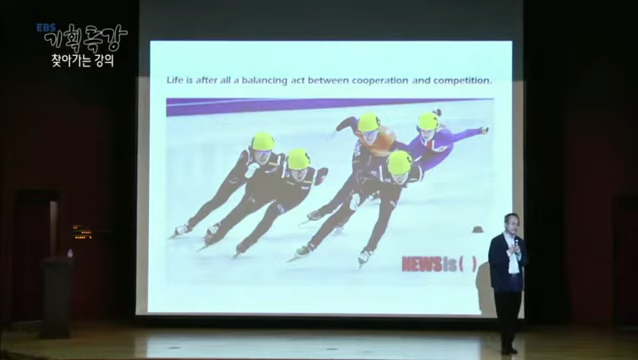 EBS
기획특강
찾아가는 강의
Life is after all a balancing act between cooperation and competition.
NEWSis( )